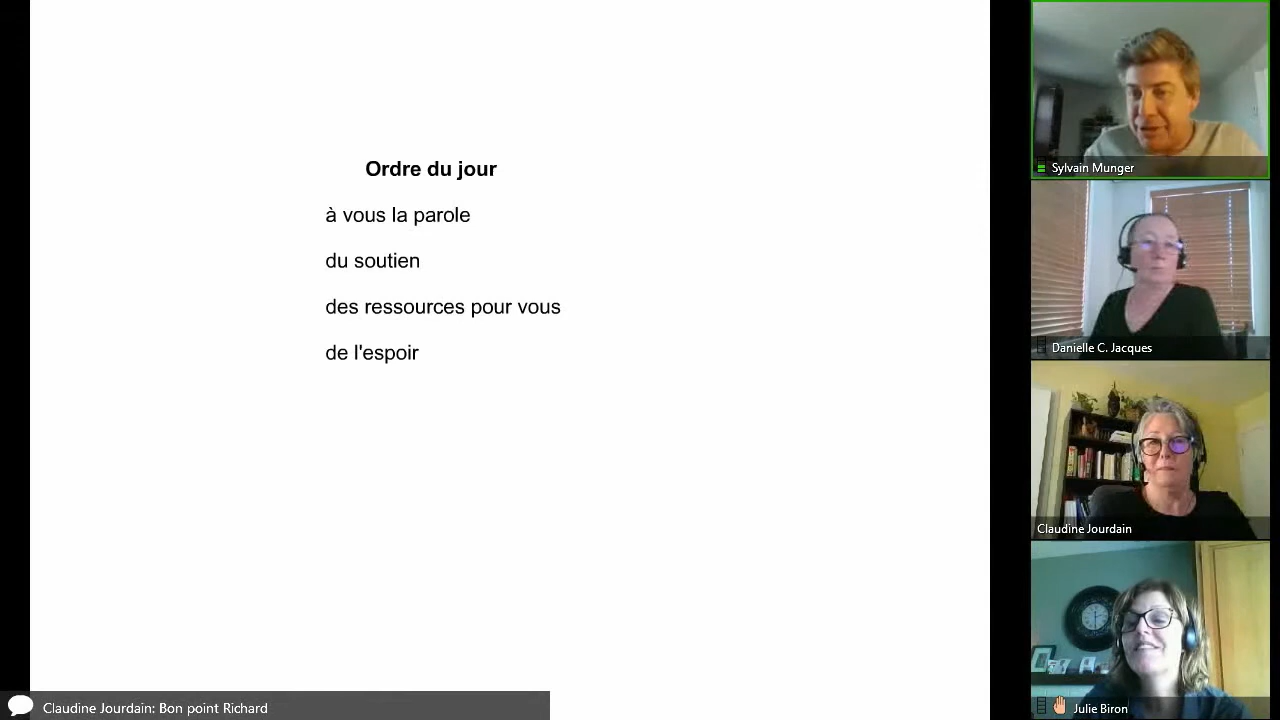 Ordre du jour
à vous la parole
du soutien
des ressources pour vous
de l'espoir
Sylvain Munger
Danielle C. Jacques
Claudine Jourdain
Julie Biron
Claudine Jourdain: Bon point Richard